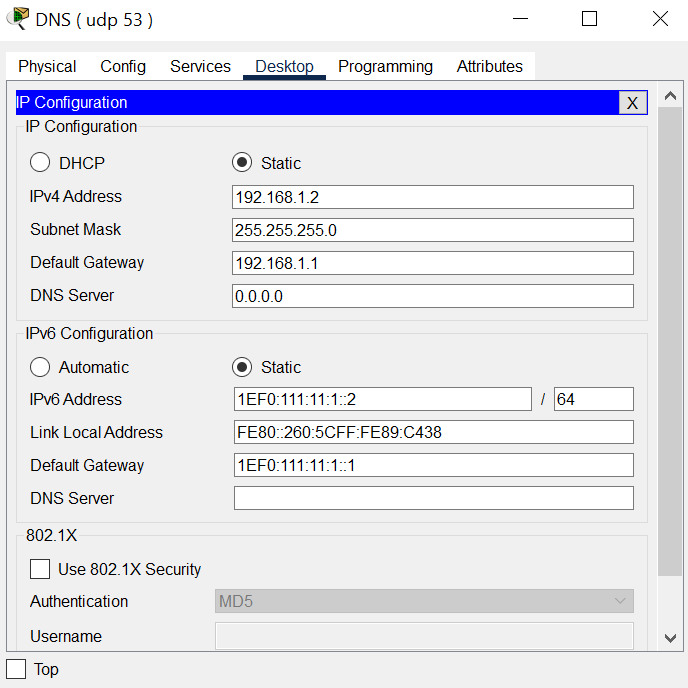 DNS ( udp 53 )
Physical Config Services Desktop Programming Attributes
IP Configuration X
IP Configuration
DHCP Static
IPv4 Address 192.168.1.2
Subnet Mask 255.255.255.0
Default Gateway 192.168.1.1
DNS Server 0.0.0.0
IPv6 Configuration
Automatic Static
IPv6 Address 1EF0:111:11:1::2 / 64
Link Local Address FE80::260:5CFF:FE89:C438
Default Gateway 1EF0:111:11:1::1
DNS Server
802.1X
Use 802.1X Security
Authentication MD5
Username
Top